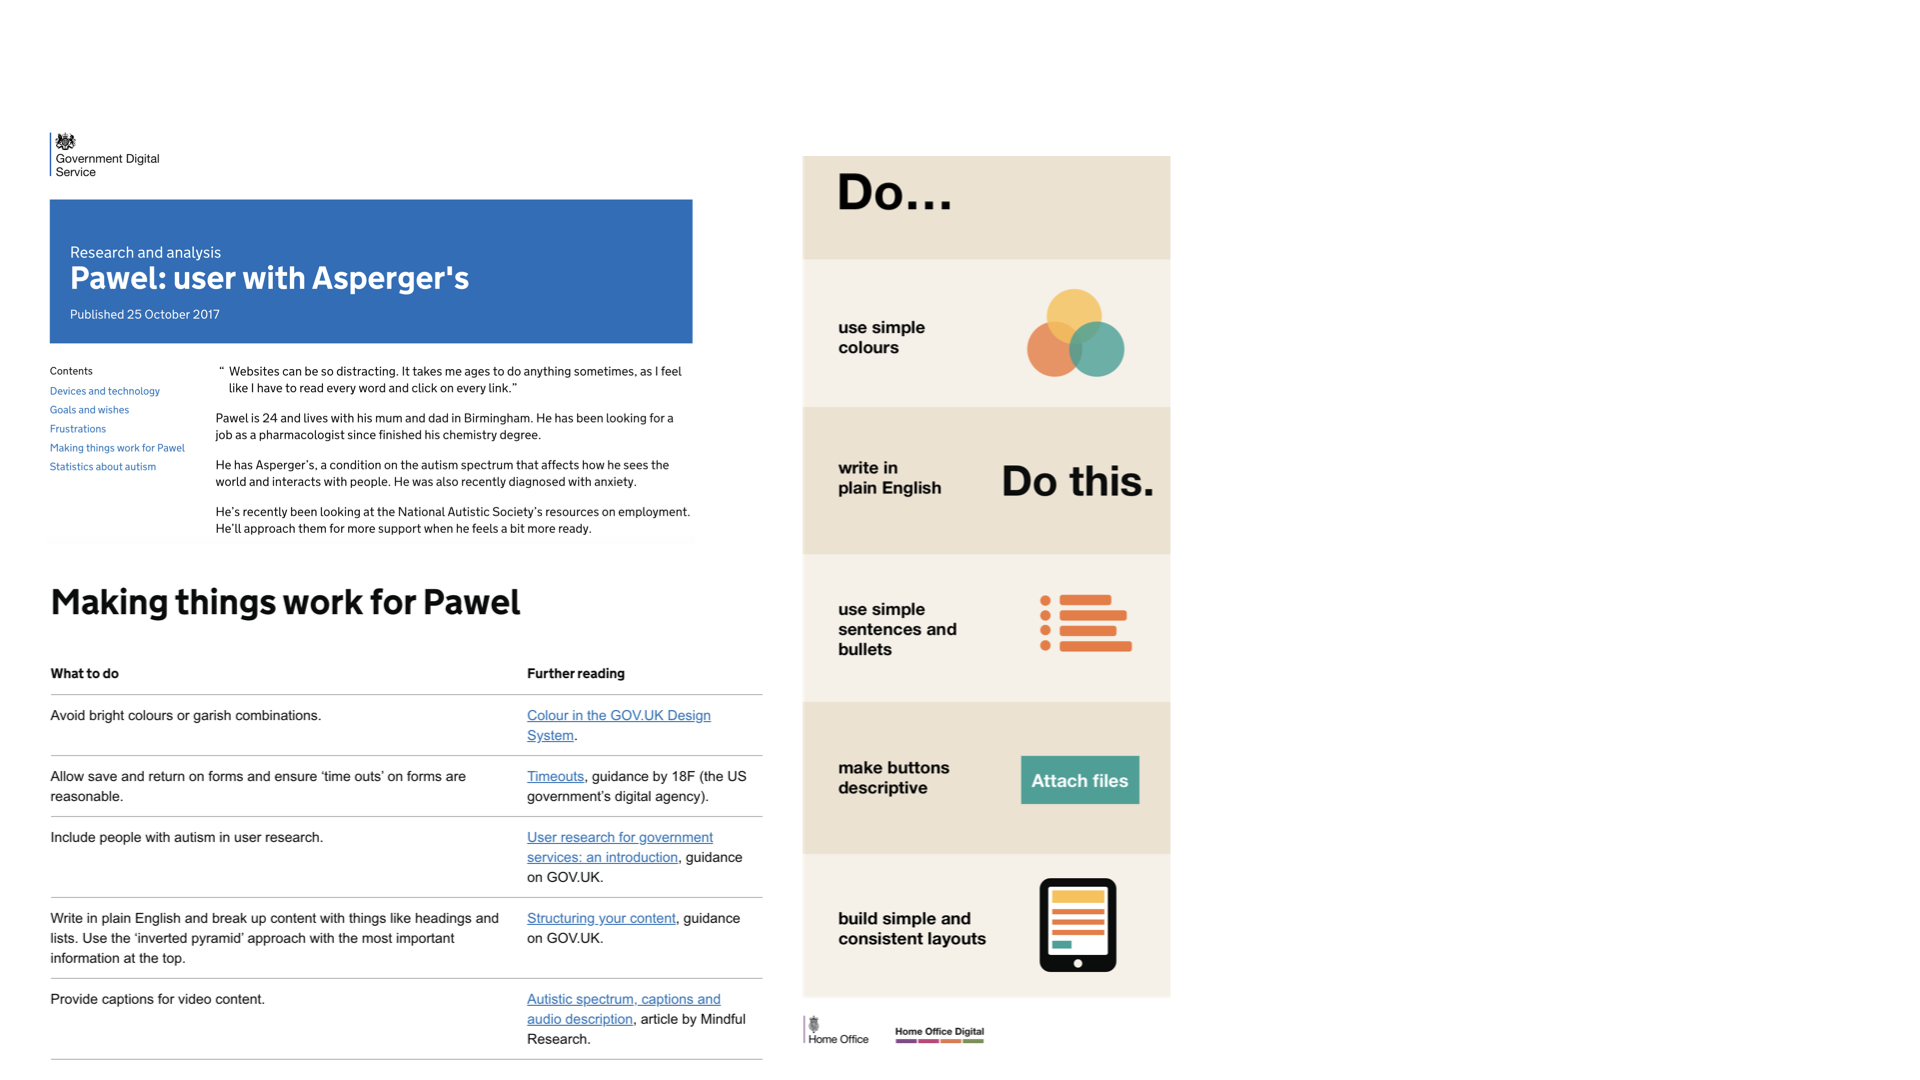 Government Digital
Service
Research and analysis
Pawel: user with Asperger's
Published 25 October 2017
Contents
Devices and technology
Goals and wishes
Frustrations
Making things work for Pawel
Statistics about autism
“ Websites can be so distracting. It takes me ages to do anything sometimes, as I feel
like I have to read every word and click on every link.”
Pawel is 24 and lives with his mum and dad in Birmingham. He has been looking for a
job as a pharmacologist since finished his chemistry degree.
He has Asperger’s, a condition on the autism spectrum that affects how he sees the
world and interacts with people. He was also recently diagnosed with anxiety.
He’s recently been looking at the National Autistic Society’s resources on employment.
He’ll approach them for more support when he feels a bit more ready.
Making things work for Pawel
What to do
Further reading
Avoid bright colours or garish combinations.
Colour in the GOV.UK Design
System.
Allow save and return on forms and ensure ‘time outs’ on forms are
reasonable.
Timeouts, guidance by 18F (the US
government’s digital agency).
Include people with autism in user research.
User research for government
services: an introduction, guidance
on GOV.UK.
Write in plain English and break up content with things like headings and
lists. Use the ‘inverted pyramid’ approach with the most important
information at the top.
Structuring your content, guidance
on GOV.UK.
Provide captions for video content.
Autistic spectrum, captions and
audio description, article by Mindful
Research.
Do...
use simple
colours
write in
plain English
Do this.
use simple
sentences and
bullets
make buttons
descriptive
Attach files
build simple and
consistent layouts
Home Office
Home Office Digital